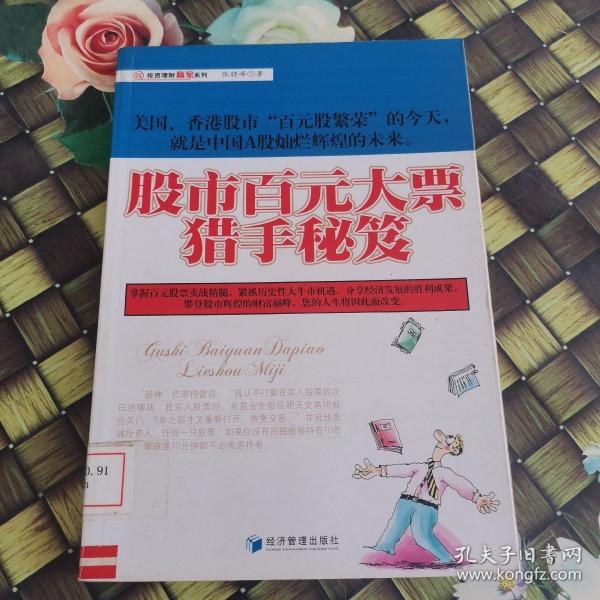 投资理财赢家系列 张晓峰◎著
美国、香港股市“百元股繁荣”的今天，
就是中国A股灿烂辉煌的未来。
股市百元大票
猎手秘笈
掌握百元股票实战精髓，紧抓历史性大牛市机遇，分享经济发展的胜利成果，
攀登股市辉煌的财富巅峰，您的人生将因此而改变。
Gushi Baiyuan Dapiao
Lieshou Miji
“股神”巴菲特曾说：“我从不打算在买入股票的次
日就赚钱，我买入股票时，总是会先假设明天交易所就
会关门，5年之后才又重新打开，恢复交易。”并且他告
诫投资人，任何一只股票，如果你没有把握能够持有10年
那就连10分钟都不必考虑持有。
0.91
经济管理出版社
ECONOMY & MANAGEMENT PUBLISHING HOUSE
孔夫子旧书网
www.kongfz.com